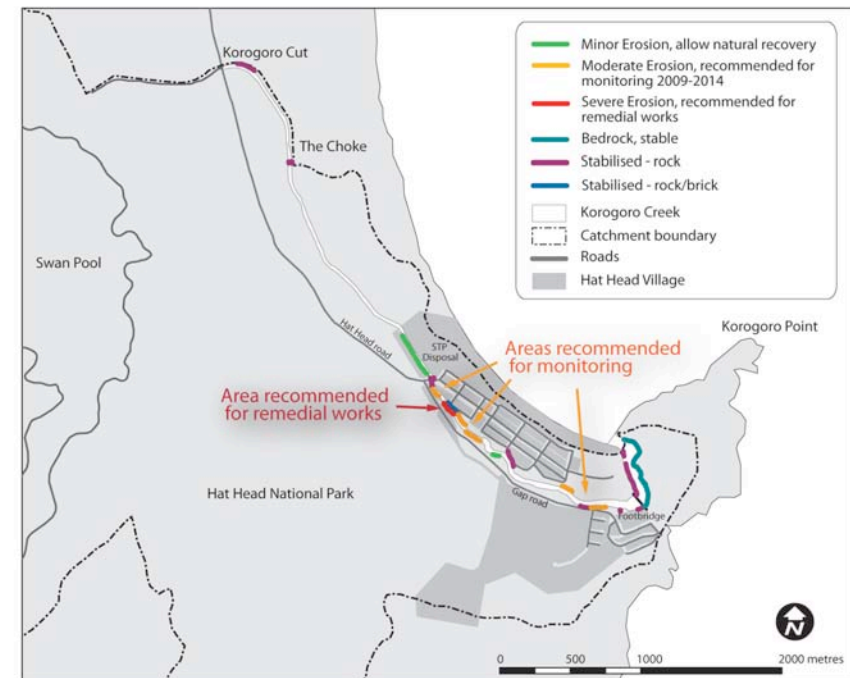 Korogoro Cut
The Choke
Swan Pool
Hat Head road
STP
Disposal
Areas recommended
for monitoring
Area recommended
for remedial works
Korogoro Point
Hat Head National Park
Gap road
Footbridge
Minor Erosion, allow natural recovery
Moderate Erosion, recommended for
monitoring 2009-2014
Severe Erosion, recommended for
remedial works
Bedrock, stable
Stabilised - rock
Stabilised - rock/brick
Korogoro Creek
Catchment boundary
Roads
Hat Head Village
N
0 500 1000 2000 metres